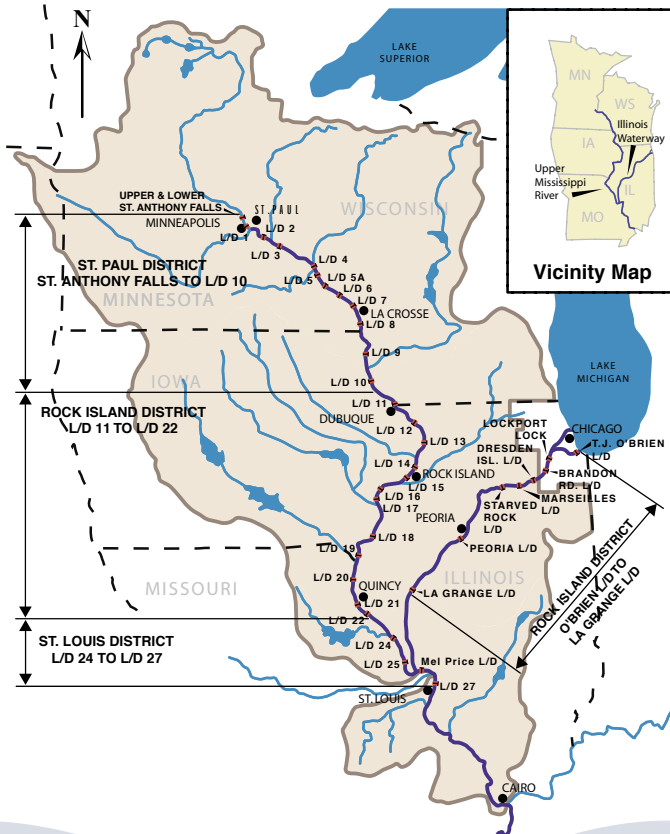 N
LAKE
SUPERIOR
MN
WS
Illinois
Waterway
IA
Upper
Mississippi
River
IL
MO
Vicinity Map
UPPER & LOWER
ST. ANTHONY FALLS
ST. PAUL
MINNEAPOLIS
WISCONSIN
L/D 1
L/D 2
L/D 3
L/D 4
ST. PAUL DISTRICT
ST. ANTHONY FALLS TO L/D 10
L/D 5
L/D 5A
L/D 6
MINNESOTA
L/D 7
LA CROSSE
L/D 8
L/D 9
LAKE
MICHIGAN
IOWA
L/D 10
L/D 11
ROCK ISLAND DISTRICT
L/D 11 TO L/D 22
DUBUQUE
L/D 12
LOCKPORT
LOCK
CHICAGO
L/D 13
T.J. O'BRIEN
L/D
DRESDEN
ISL. L/D
L/D 14
ROCK ISLAND
BRANDON
RD. L/D
L/D 15
L/D 16
MARSEILLES
L/D
L/D 17
STARVED
ROCK
L/D
PEORIA
L/D 18
PEORIA L/D
L/D 19
L/D 20
ILLINOIS
MISSOURI
QUINCY
LA GRANGE L/D
ROCK ISLAND DISTRICT
O'BRIEN L/D TO
LA GRANGE L/D
L/D 21
L/D 22
ST. LOUIS DISTRICT
L/D 24 TO L/D 27
L/D 24
L/D 25
Mel Price L/D
L/D 27
ST. LOUIS
CAIRO